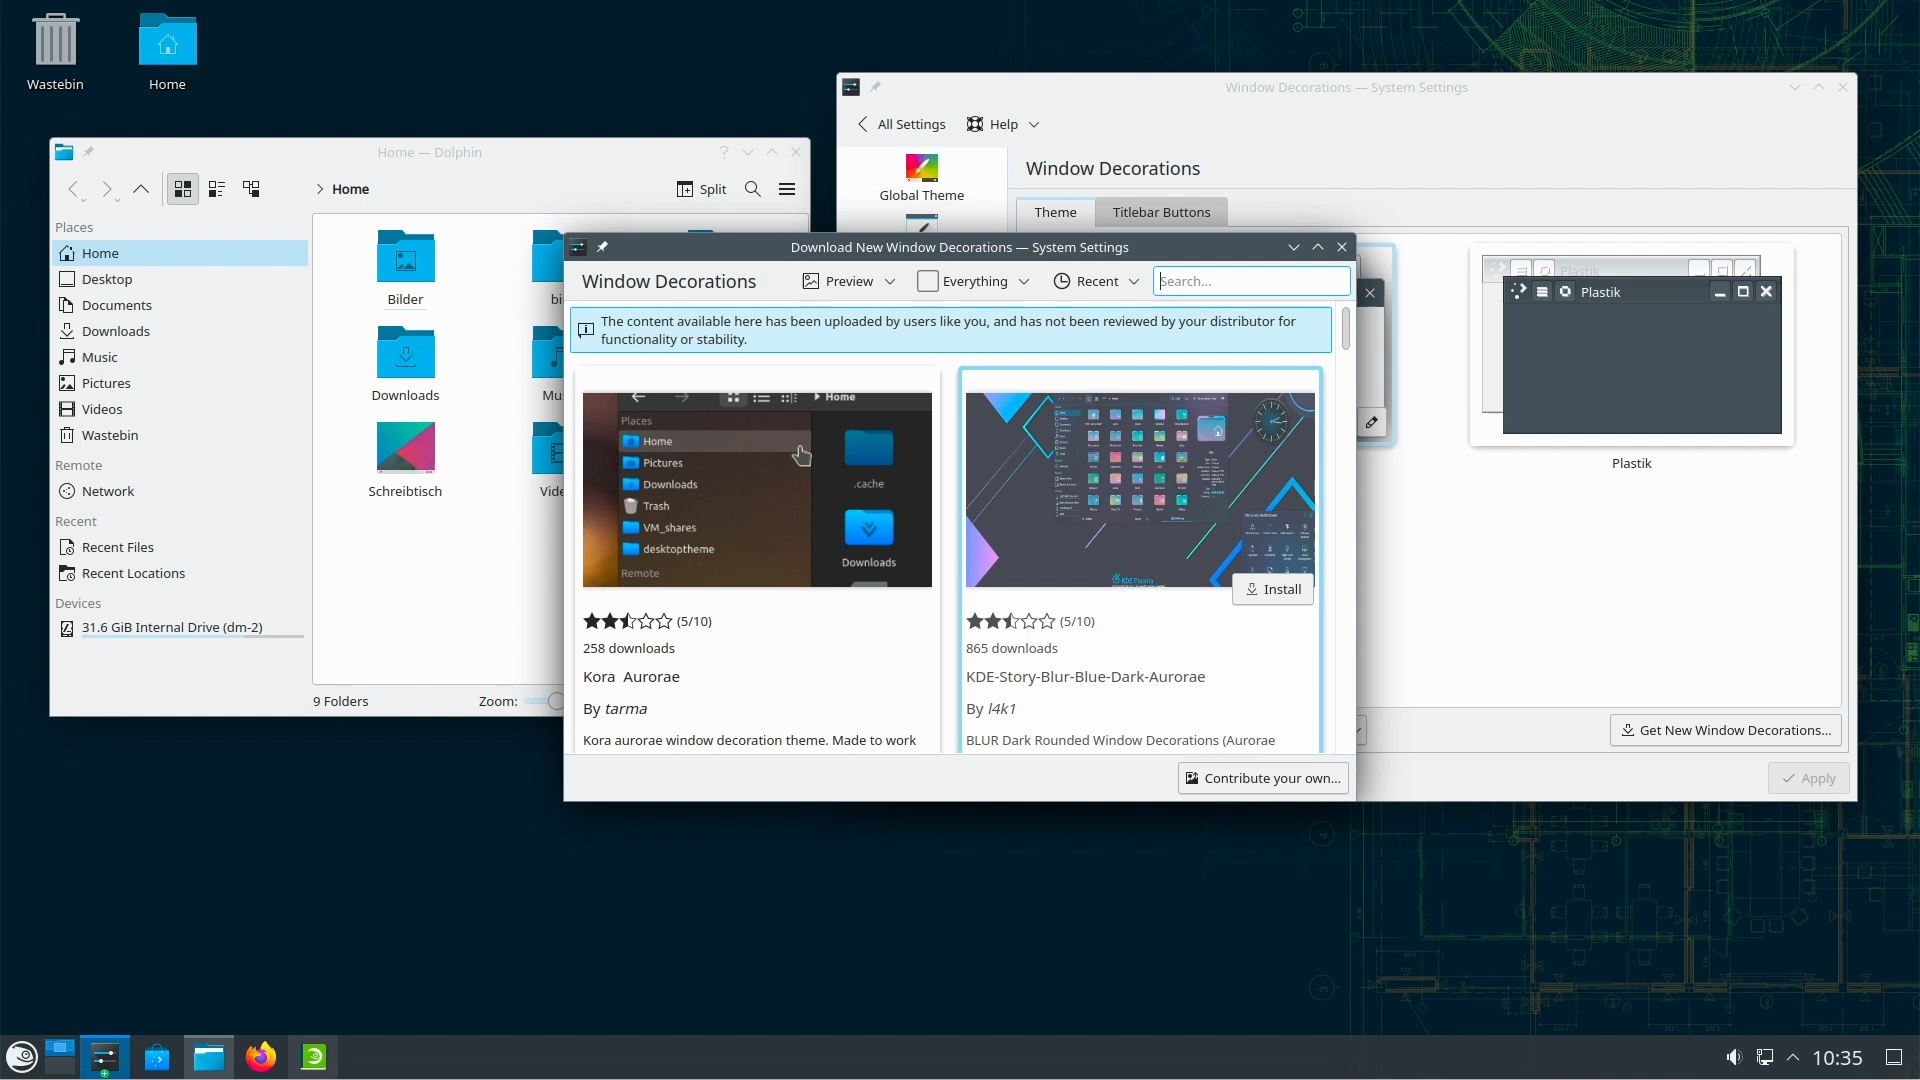 Wastebin
Home
Home — Dolphin
Home
Split
Places
Home
Desktop
Documents
Downloads
Music
Pictures
Videos
Wastebin
Remote
Network
Recent
Recent Files
Recent Locations
Devices
31.6 GiB Internal Drive (dm-2)
Bilder
Downloads
Schreibtisch
9 Folders
Zoom:
Window Decorations — System Settings
All Settings
Help
Global Theme
Window Decorations
Theme
Titlebar Buttons
Plastik
Plastik
Plastik
Get New Window Decorations...
Apply
Download New Window Decorations — System Settings
Window Decorations
Preview
Everything
Recent
Search...
The content available here has been uploaded by users like you, and has not been reviewed by your distributor for
functionality or stability.
Home
Places
Home
Pictures
Downloads
Trash
VM_shares
desktoptheme
Remote
.cache
Downloads
KDE Plasma
Install
(5/10)
258 downloads
Kora Aurorae
By tarma
Kora aurorae window decoration theme. Made to work
(5/10)
865 downloads
KDE-Story-Blur-Blue-Dark-Aurorae
By l4k1
BLUR Dark Rounded Window Decorations (Aurorae
Contribute your own...
10:35